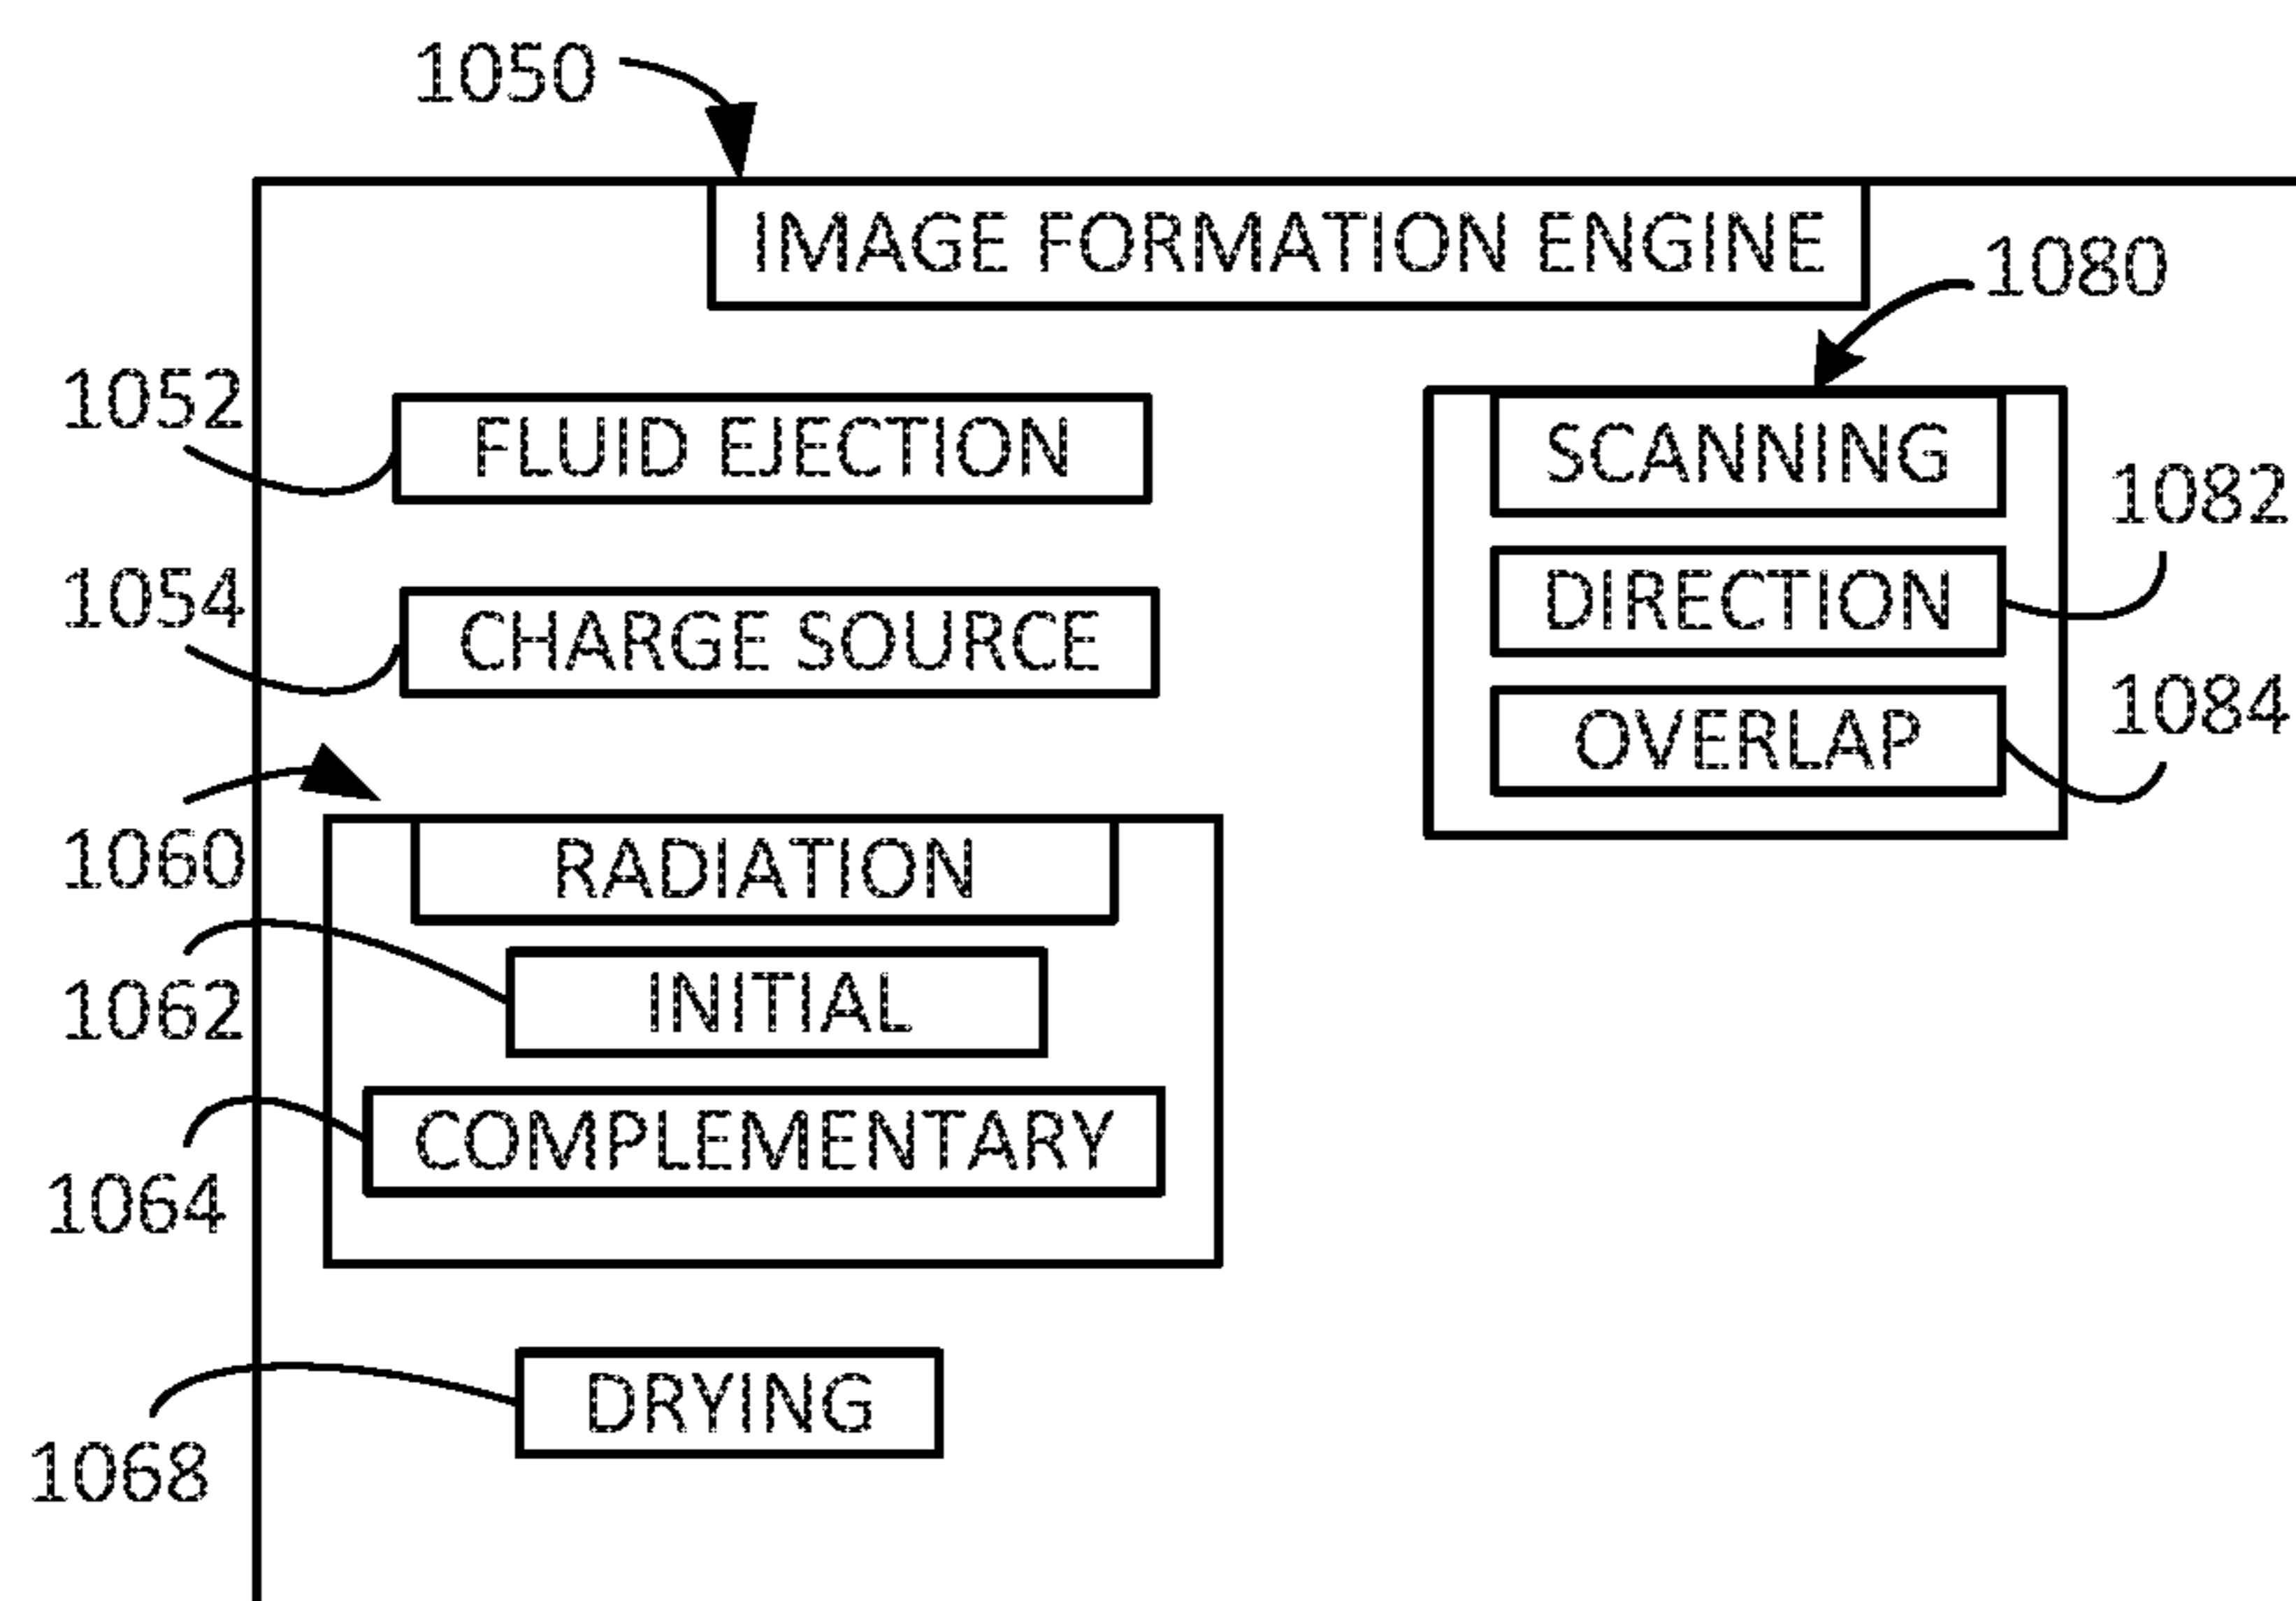 1050
IMAGE FORMATION ENGINE
1080
1052
FLUID EJECTION
SCANNING
1082
1054
CHARGE SOURCE
DIRECTION
1084
OVERLAP
1060
RADIATION
1062
INITIAL
1064
COMPLEMENTARY
1068
DRYING